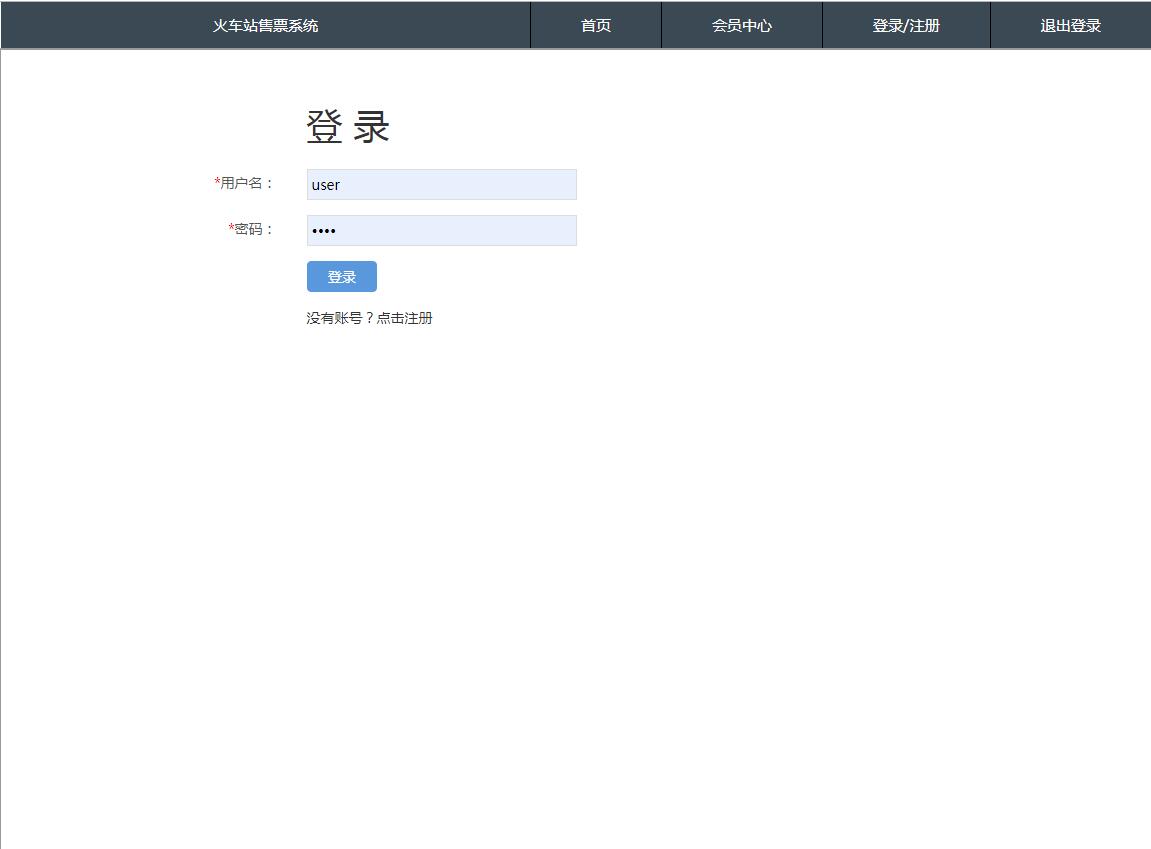 火车站售票系统 首页 会员中心 登录/注册 退出登录
登 录
*用户名： user
*密码： ••••
登录
没有账号？点击注册